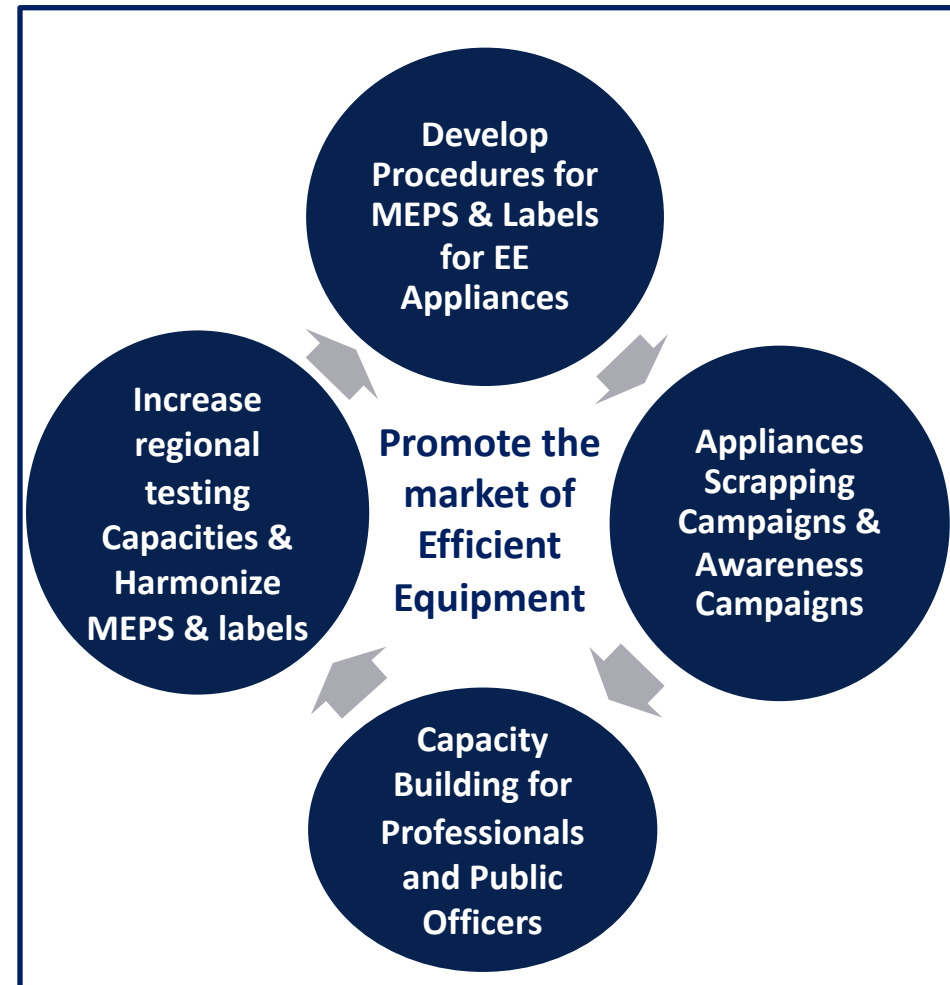 Develop
Procedures for
MEPS & Labels
for EE
Appliances
Increase
regional
testing
Capacities &
Harmonize
MEPS & labels
Promote the
market of
Efficient
Equipment
Appliances
Scrapping
Campaigns &
Awareness
Campaigns
Capacity
Building for
Professionals
and Public
Officers